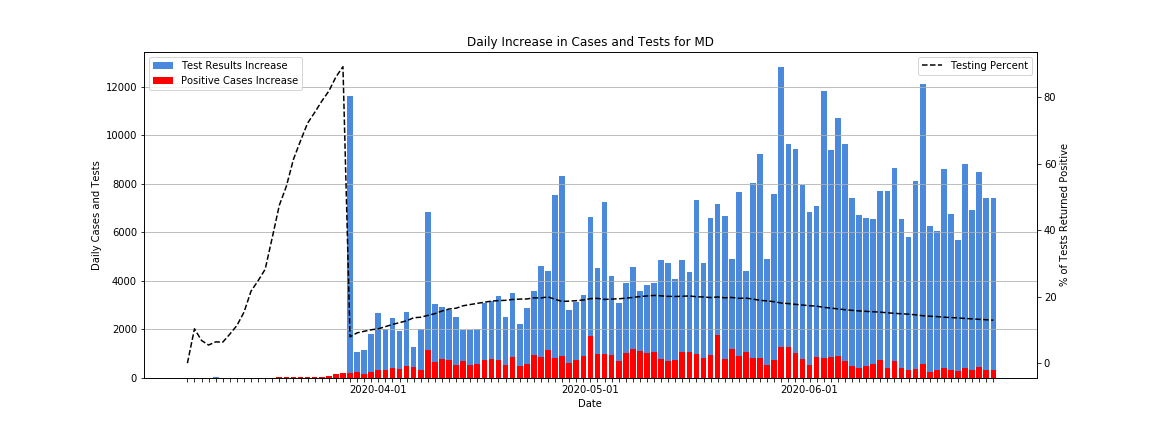 Daily Increase in Cases and Tests for MD
Test Results Increase
Positive Cases Increase
Testing Percent
12000
10000
8000
6000
4000
2000
0
Daily Cases and Tests
80
60
40
20
0
% of Tests Returned Positive
2020-04-01
2020-05-01
2020-06-01
Date